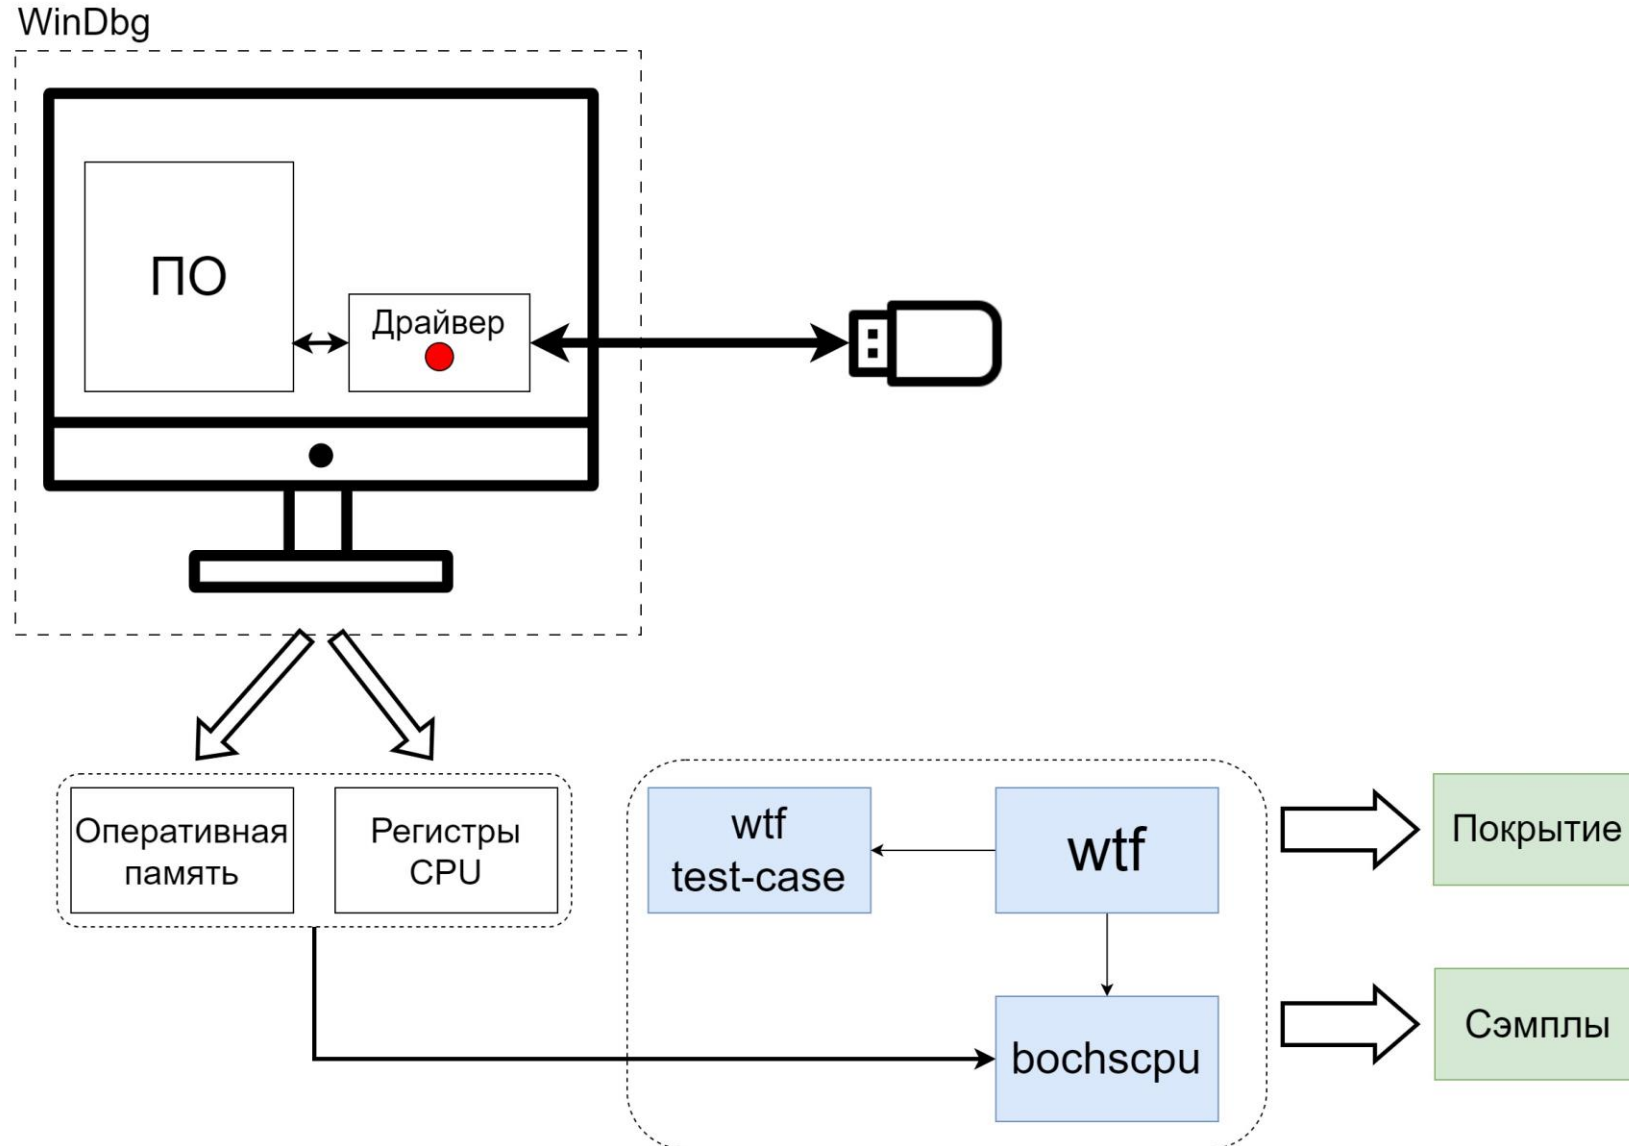 WinDbg
ПО
Драйвер
Оперативная
память
Регистры
CPU
wtf
test-case
wtf
bochscpu
Покрытие
Сэмплы